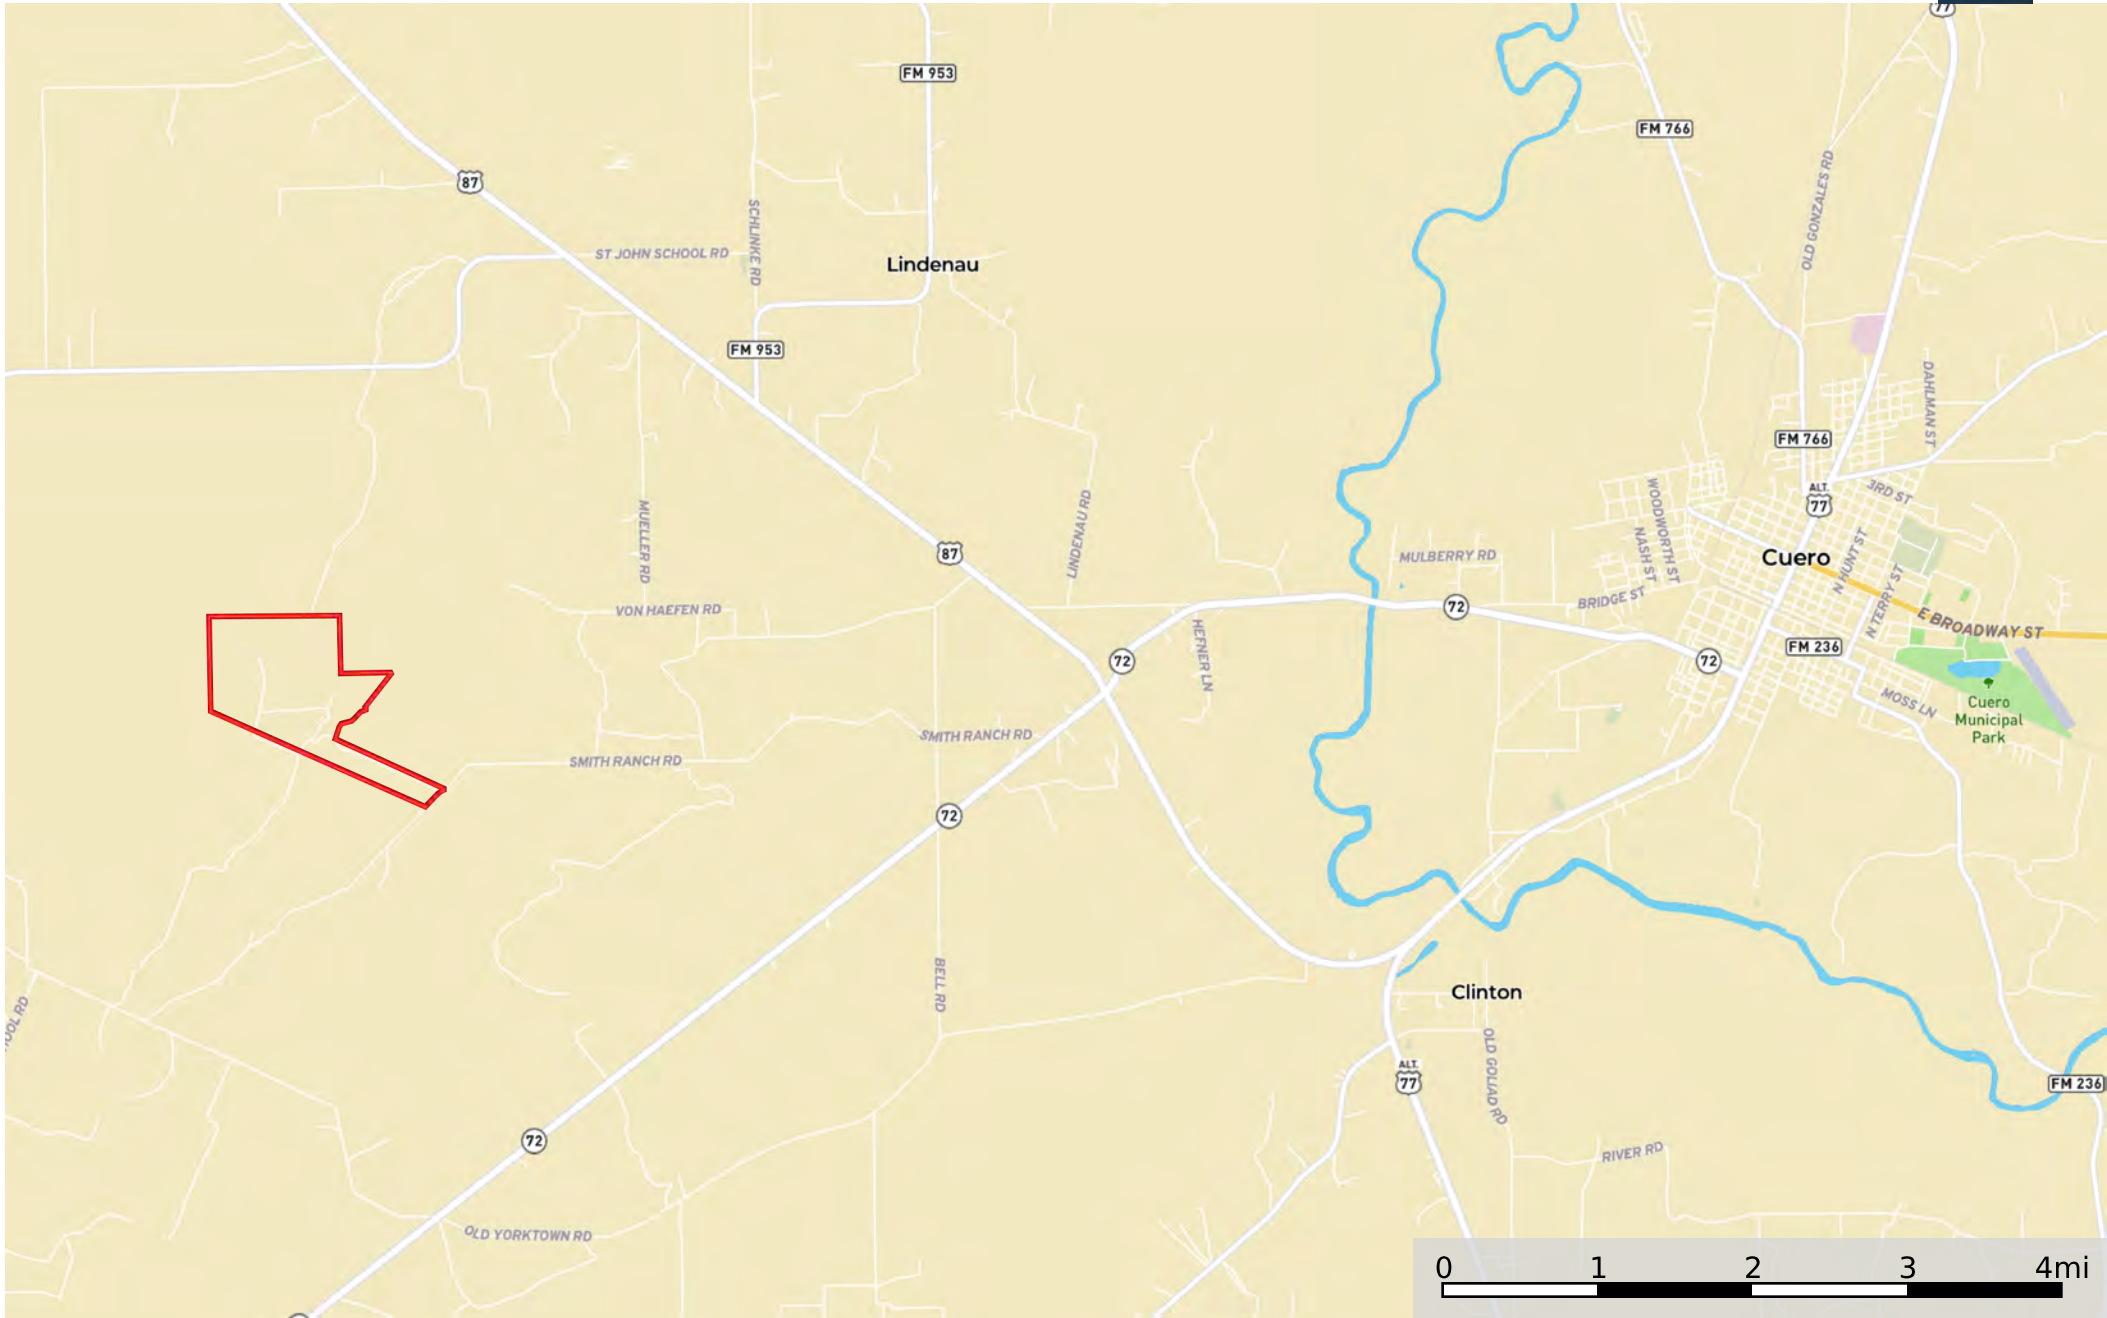 77
FM 953
FM 766
87
OLD GONZALES RD
SCHLINKE RD
ST JOHN SCHOOL RD
Lindenau
FM 953
DAHLMAN ST
FM 766
ALT.
77
3RD ST
WOODWORTH ST
NASH ST
MUELLER RD
LINDENAU RD
87
MULBERRY RD
Cuero
N HUNT ST
N TERRY ST
VON HAEFEN RD
72
BRIDGE ST
E BROADWAY ST
HEFNER LN
72
72
FM 236
MOSS LN
Cuero
Municipal
Park
SMITH RANCH RD
SMITH RANCH RD
72
BELL RD
Clinton
OOL RD
OLD GOLIAD RD
ALT.
77
FM 236
72
RIVER RD
OLD YORKTOWN RD
0 1 2 3 4mi